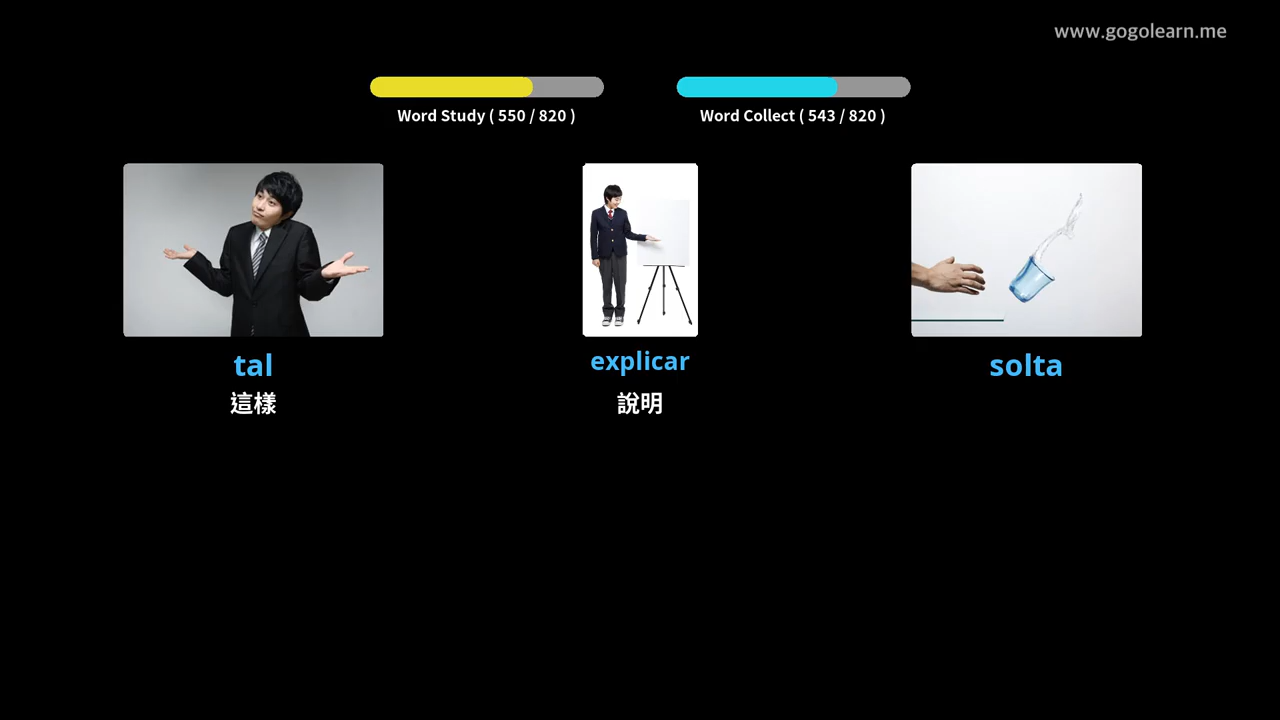 www.gogolearn.me
Word Study ( 550 / 820 )
Word Collect ( 543 / 820 )
tal
explicar
solta
這樣
說明